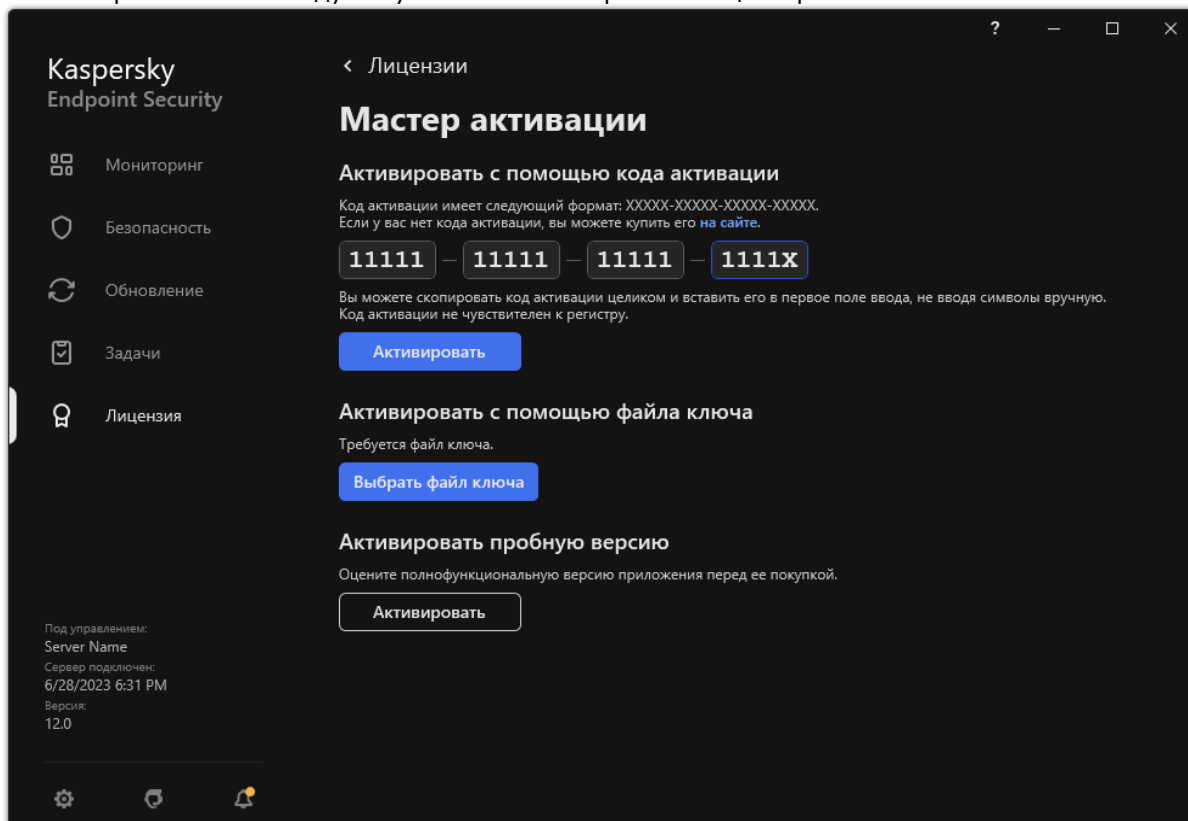 ?
Kaspersky
Endpoint Security
Мониторинг
Безопасность
Обновление
Задачи
Лицензия
Под управлением:
Server Name
Сервер подключен:
6/28/2023 6:31 PM
Версия:
12.0
Лицензии
Мастер активации
Активировать с помощью кода активации
Код активации имеет следующий формат: XXXXX-XXXXX-XXXXX-XXXXX.
Если у вас нет кода активации, вы можете купить его на сайте.
11111 — 11111 — 11111 — 1111X
Вы можете скопировать код активации целиком и вставить его в первое поле ввода, не вводя символы вручную.
Код активации не чувствителен к регистру.
Активировать
Активировать с помощью файла ключа
Требуется файл ключа.
Выбрать файл ключа
Активировать пробную версию
Оцените полнофункциональную версию приложения перед ее покупкой.
Активировать